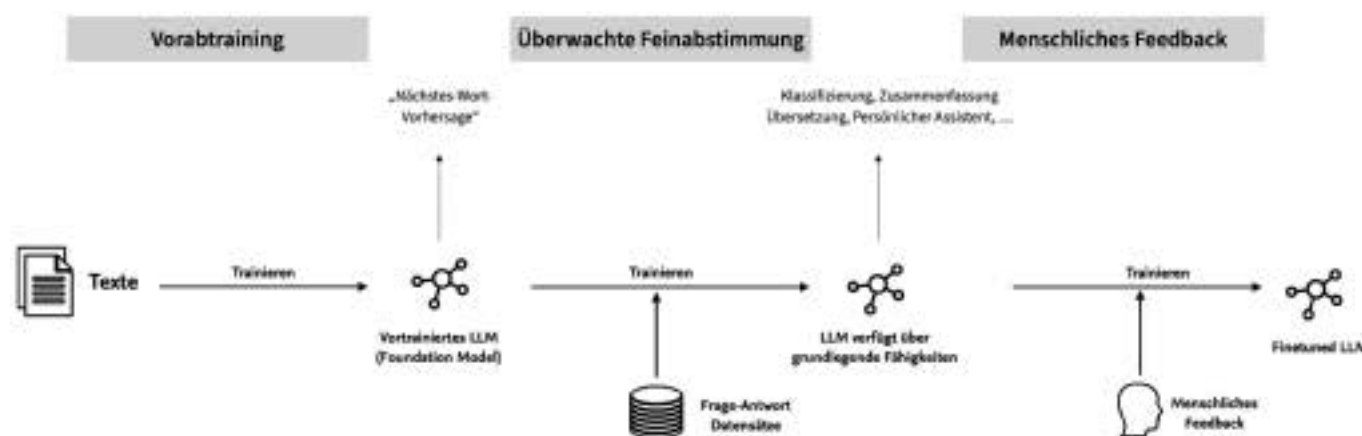 Vorabtraining
Überwachte Feinabstimmung
Menschliches Feedback
„Nächstes-Wort-
Vorhersage“
Klassifizierung, Zusammenfassung
Übersetzung, Persönlicher Assistent, ...
Texte
Trainieren
Trainieren
Trainieren
Vortrainiertes LLM
(Foundation Model)
LLM verfügt über
grundlegende Fähigkeiten
Finetuned LLM
Frage-Antwort
Datensätze
Menschliches
Feedback